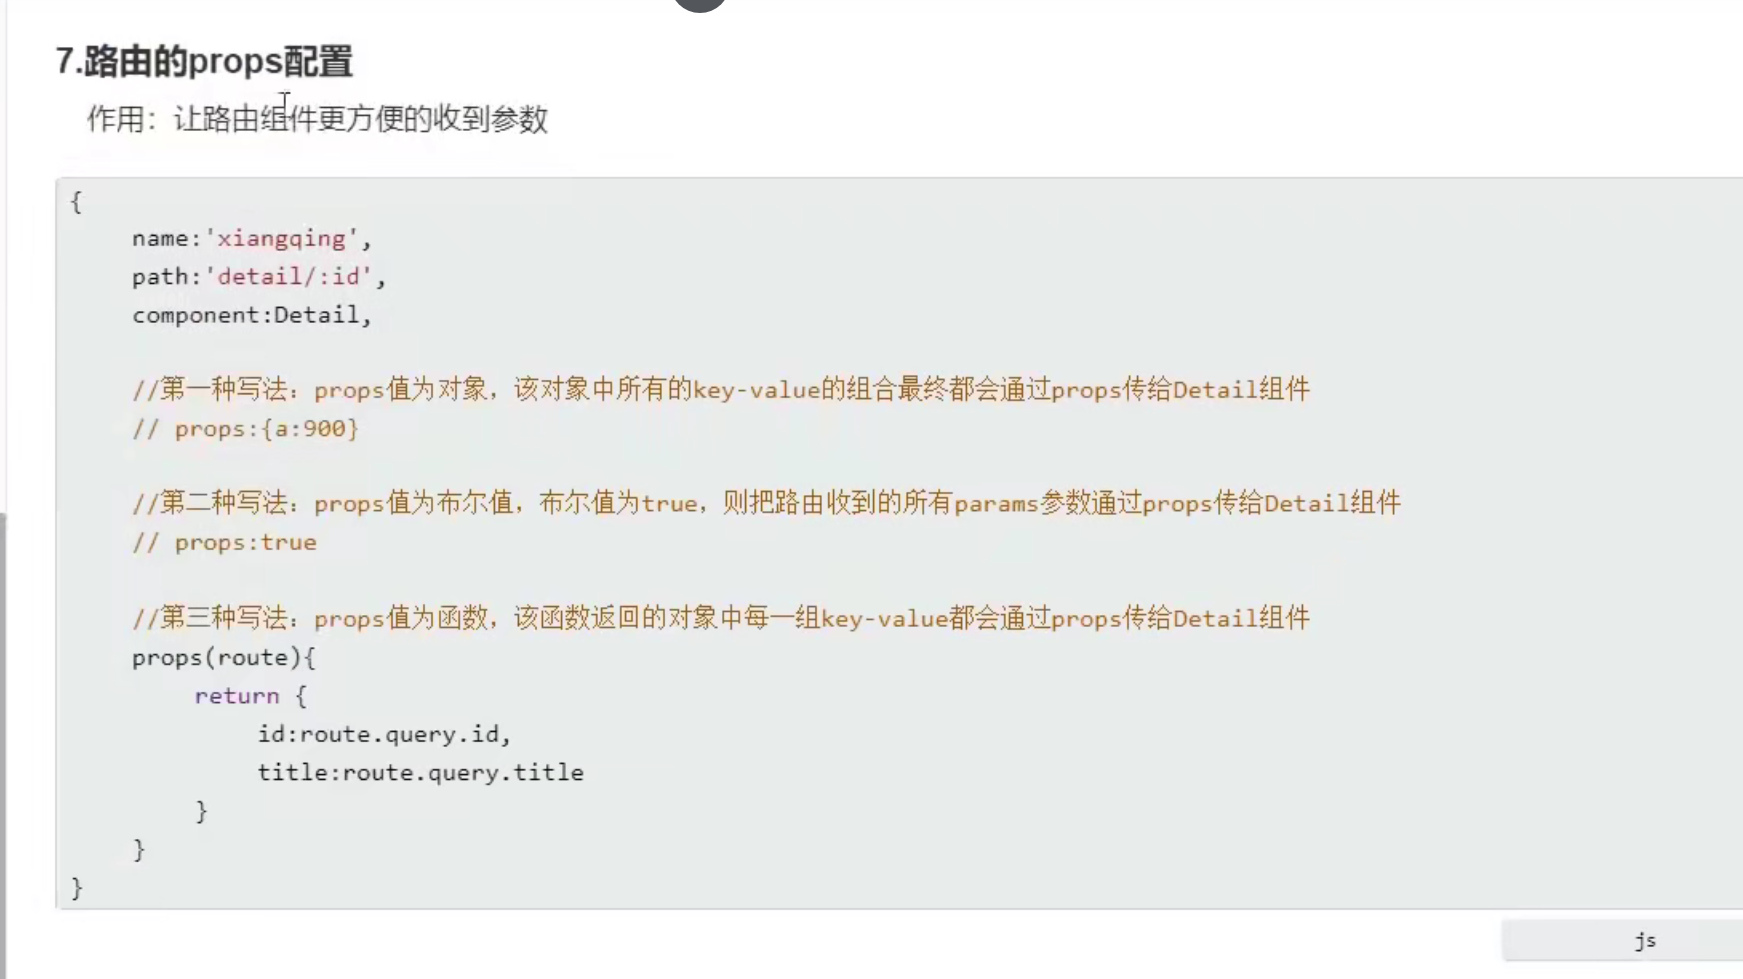 7.路由的props配置
作用：让路由组件更方便的收到参数
{
name:'xiangqing',
path:'detail/:id',
component:Detail,
//第一种写法：props值为对象，该对象中所有的key-value的组合最终都会通过props传给Detail组件
// props:{a:900}
//第二种写法：props值为布尔值，布尔值为true，则把路由收到的所有params参数通过props传给Detail组件
// props:true
//第三种写法：props值为函数，该函数返回的对象中每一组key-value都会通过props传给Detail组件
props(route){
return {
id:route.query.id,
title:route.query.title
}
}
}
js